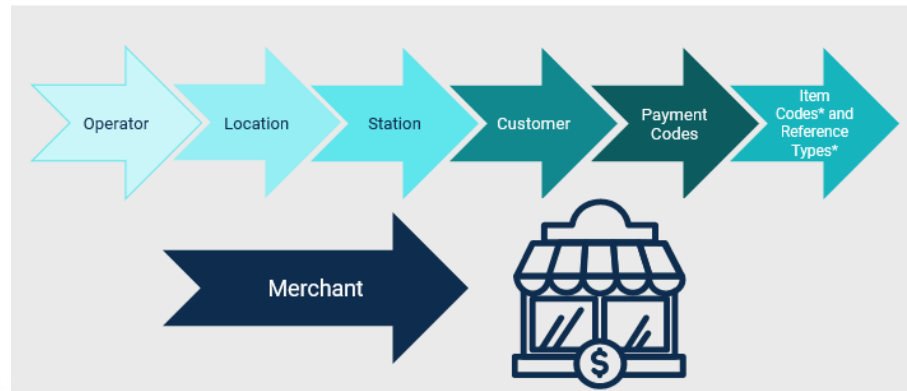 Operator
Location
Station
Customer
Payment
Codes
Item
Codes* and
Reference
Types*
Merchant
$